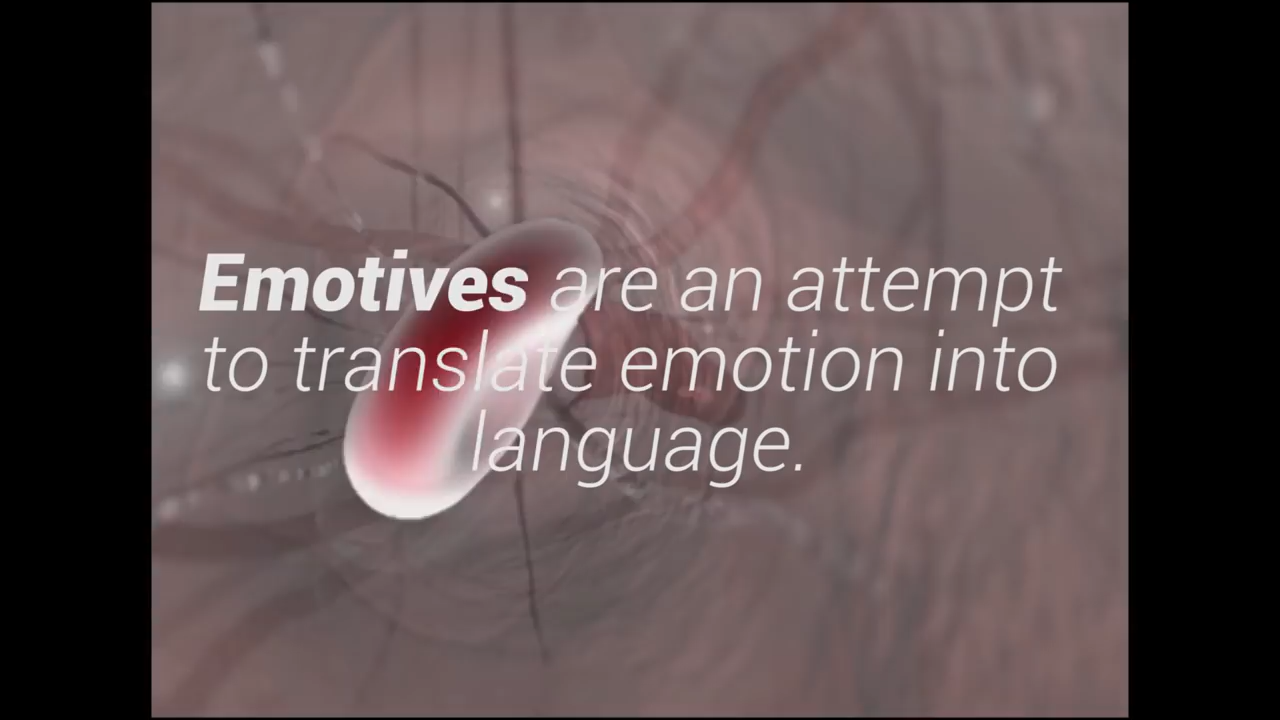 Emotives are an attempt
to translate emotion into
language.